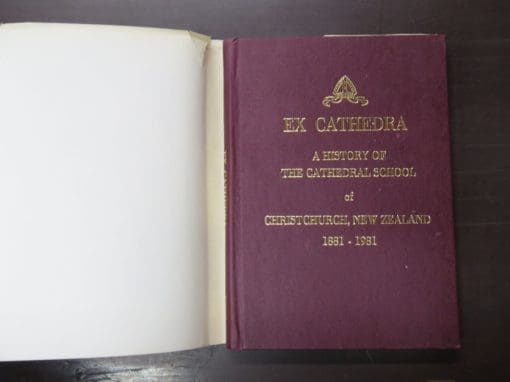 EX CATHEDRA
A HISTORY OF
THE CATHEDRAL SCHOOL
of
CHRISTCHURCH, NEW ZEALAND
1881 - 1981